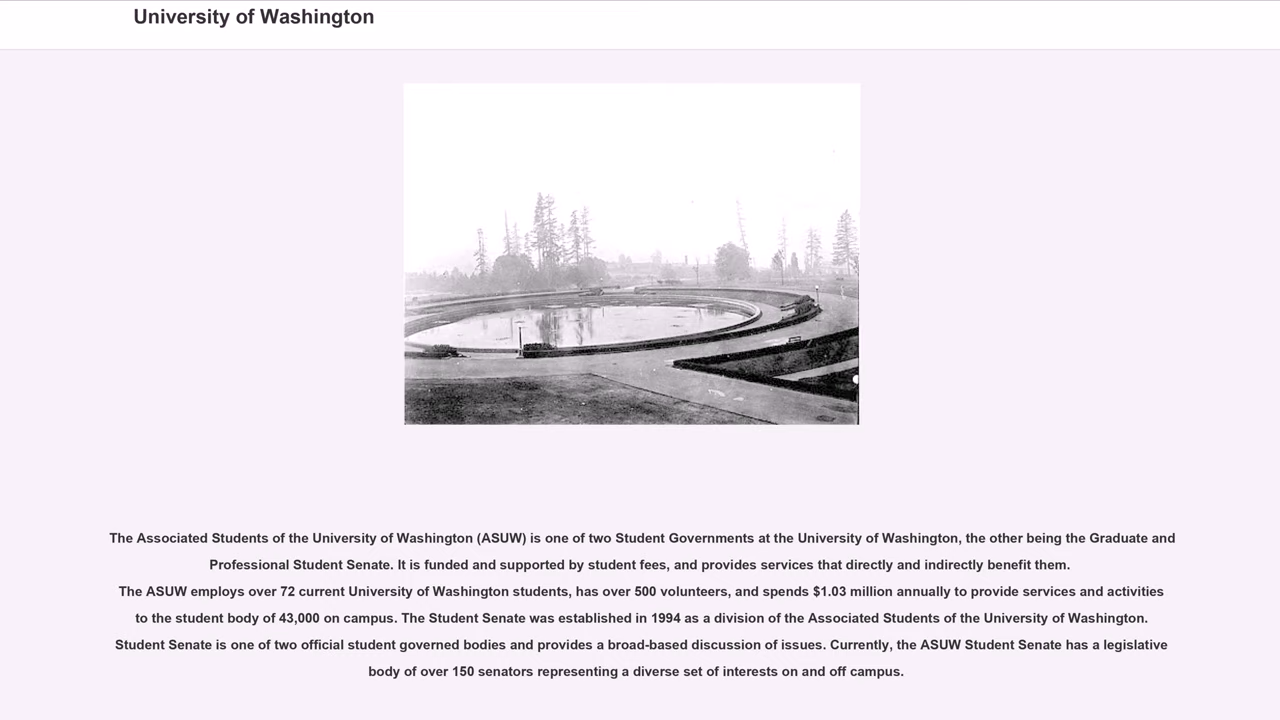 University of Washington
The Associated Students of the University of Washington (ASUW) is one of two Student Governments at the University of Washington, the other being the Graduate and
Professional Student Senate. It is funded and supported by student fees, and provides services that directly and indirectly benefit them.
The ASUW employs over 72 current University of Washington students, has over 500 volunteers, and spends $1.03 million annually to provide services and activities
to the student body of 43,000 on campus. The Student Senate was established in 1994 as a division of the Associated Students of the University of Washington.
Student Senate is one of two official student governed bodies and provides a broad-based discussion of issues. Currently, the ASUW Student Senate has a legislative
body of over 150 senators representing a diverse set of interests on and off campus.